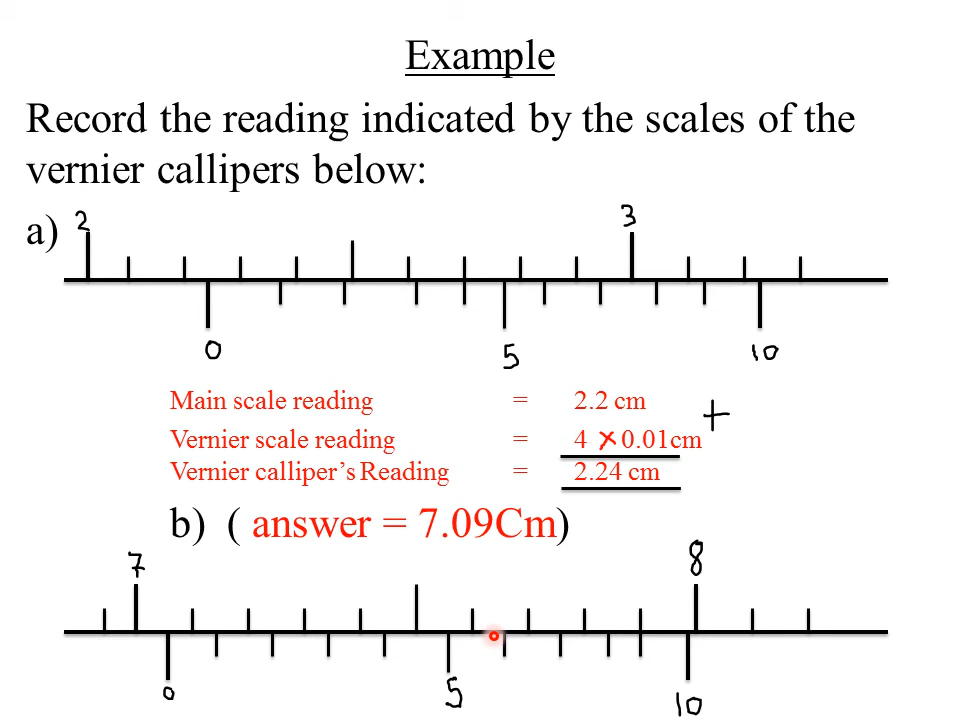 Example
Record the reading indicated by the scales of the
vernier callipers below:
a)
2 3
0 5 10
Main scale reading = 2.2 cm
+
Vernier scale reading = 4 × 0.01cm
Vernier calliper's Reading = 2.24 cm
b) ( answer = 7.09Cm)
7 8
0 5 10